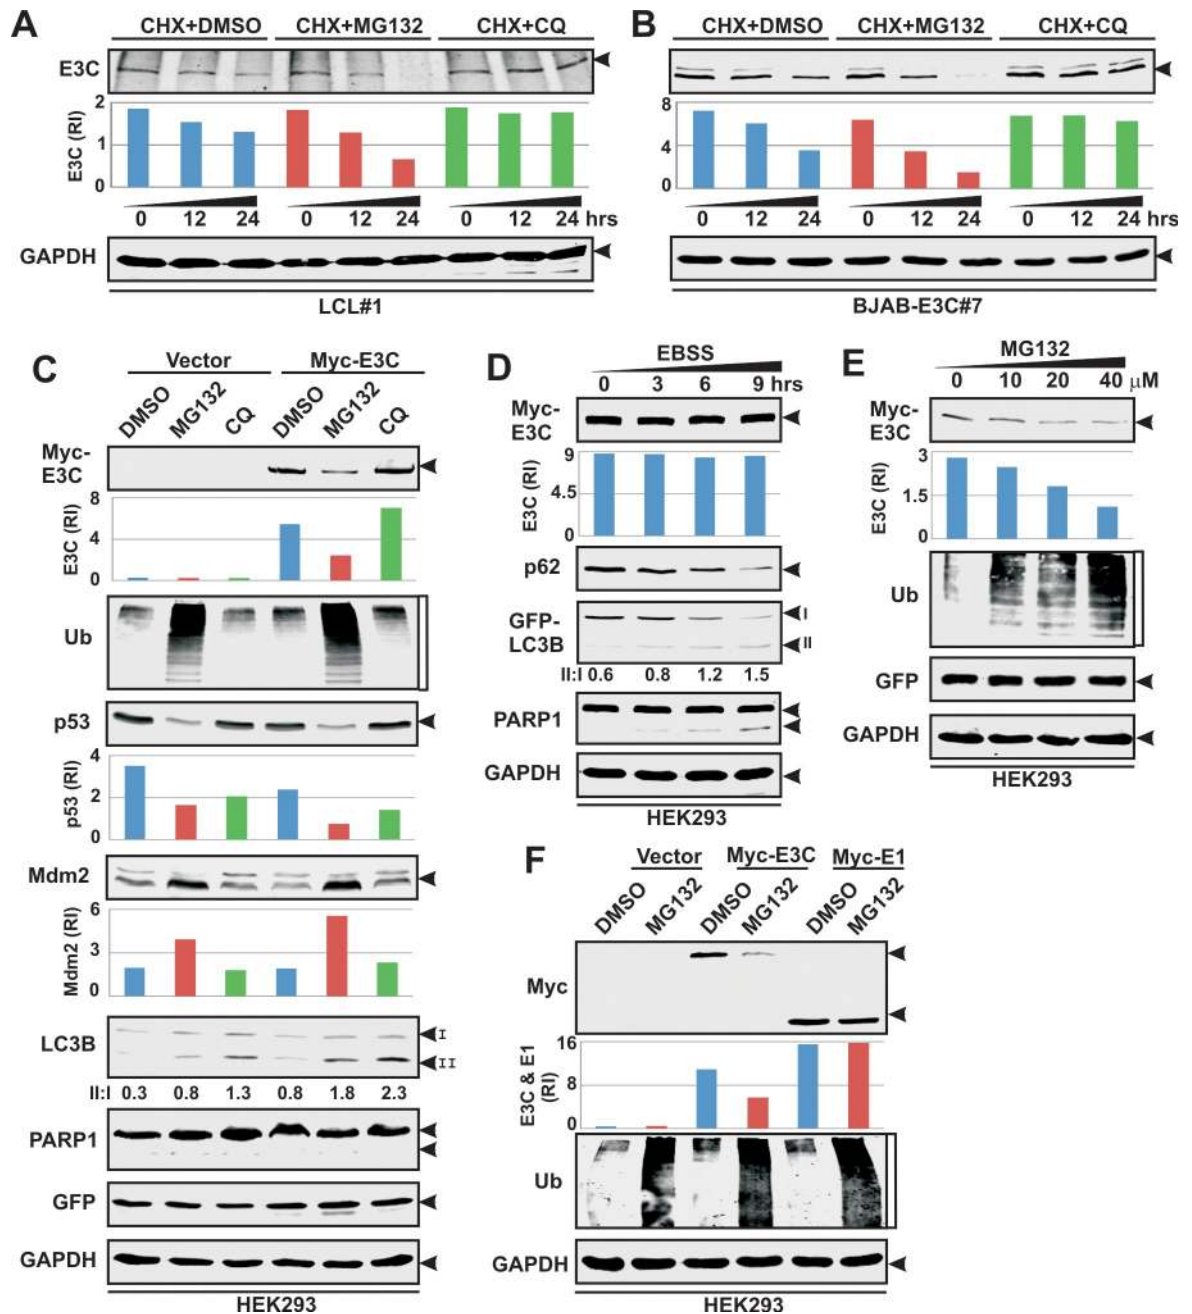 A
CHX+DMSO CHX+MG132 CHX+CQ
E3C
E3C (RI)
2
1
0
0 12 24 0 12 24 0 12 24 hrs
GAPDH
LCL#1
B
CHX+DMSO CHX+MG132 CHX+CQ
8
4
0
0 12 24 0 12 24 0 12 24 hrs
BJAB-E3C#7
C
Vector Myc-E3C
DMSO MG132 CQ DMSO MG132 CQ
Myc-
E3C
E3C (RI)
8
4
0
Ub
p53
p53 (RI)
4
2
0
Mdm2
Mdm2 (RI)
6
3
0
LC3B
I
II
II:I 0.3 0.8 1.3 0.8 1.8 2.3
PARP1
GFP
GAPDH
HEK293
D
EBSS
0 3 6 9 hrs
Myc-
E3C
E3C (RI)
9
4.5
0
p62
GFP-
LC3B
I
II
II:I 0.6 0.8 1.2 1.5
PARP1
GAPDH
HEK293
E
MG132
0 10 20 40 μM
Myc-
E3C
E3C (RI)
3
1.5
0
Ub
GFP
GAPDH
HEK293
F
Vector Myc-E3C Myc-E1
DMSO MG132 DMSO MG132 DMSO MG132
Myc
E3C & E1
(RI)
16
8
0
Ub
GAPDH
HEK293